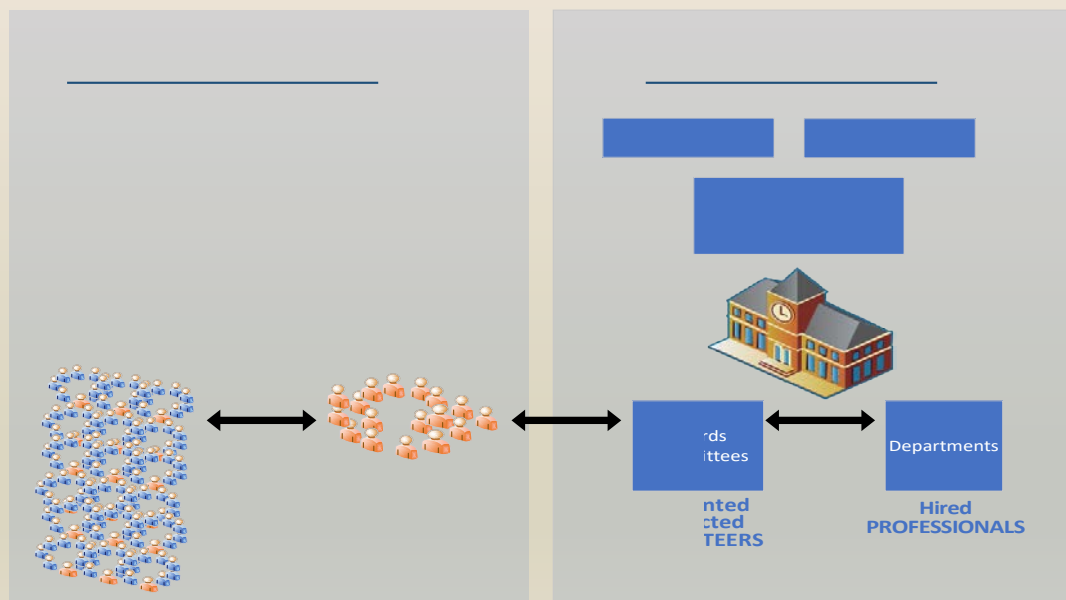 rds
ittees
Departments
nted
cted
TEERS
Hired
PROFESSIONALS